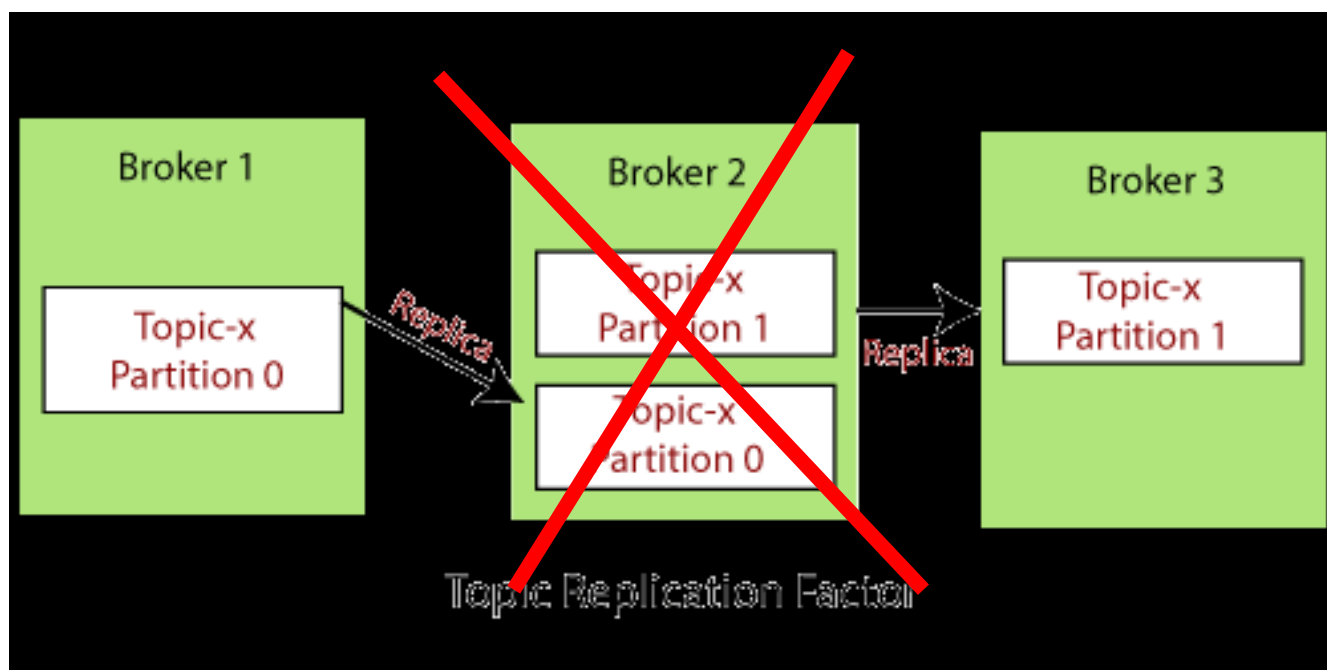 Broker 1
Topic-x
Partition 0
Replica
Broker 2
Topic-x
Partition 1
Topic-x
Partition 0
Replica
Broker 3
Topic-x
Partition 1
Topic Replication Factor